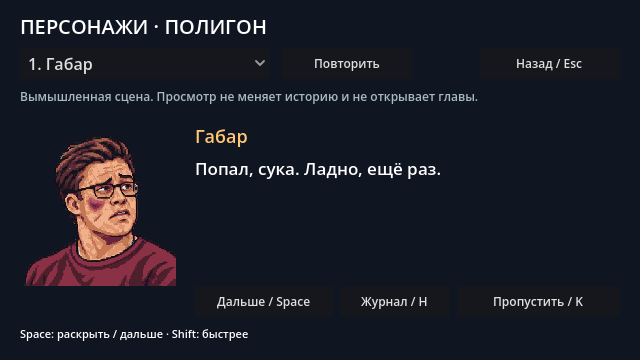 ПЕРСОНАЖИ · ПОЛИГОН
1. Габар
Повторить
Назад / Esc
Вымышленная сцена. Просмотр не меняет историю и не открывает главы.
Габар
Попал, сука. Ладно, ещё раз.
Дальше / Space
Журнал / H
Пропустить / K
Space: раскрыть / дальше · Shift: быстрее